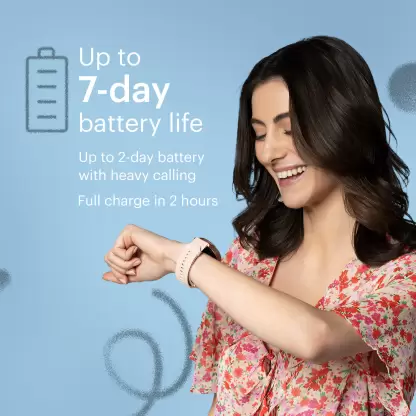 Up to
7-day
battery life
Up to 2-day battery
with heavy calling
Full charge in 2 hours